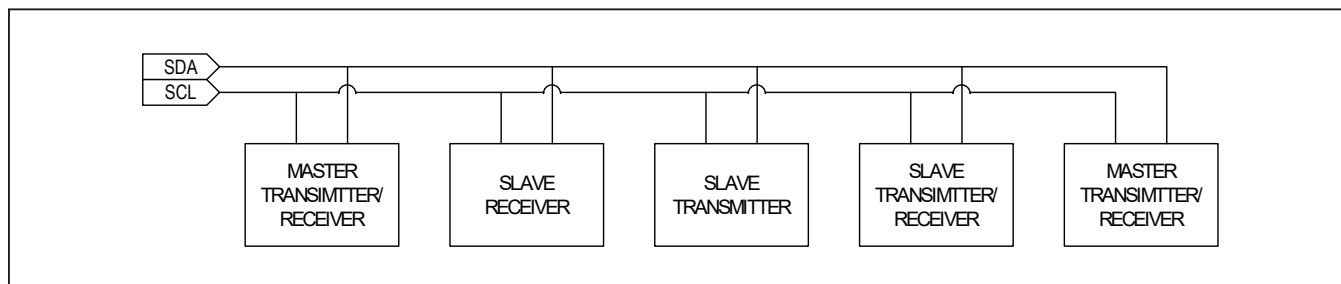 SDA
SCL
MASTER
TRANSIMTTER/
RECEIVER
SLAVE
RECEIVER
SLAVE
TRANSMITTER
SLAVE
TRANSIMTTER/
RECEIVER
MASTER
TRANSIMTTER/
RECEIVER